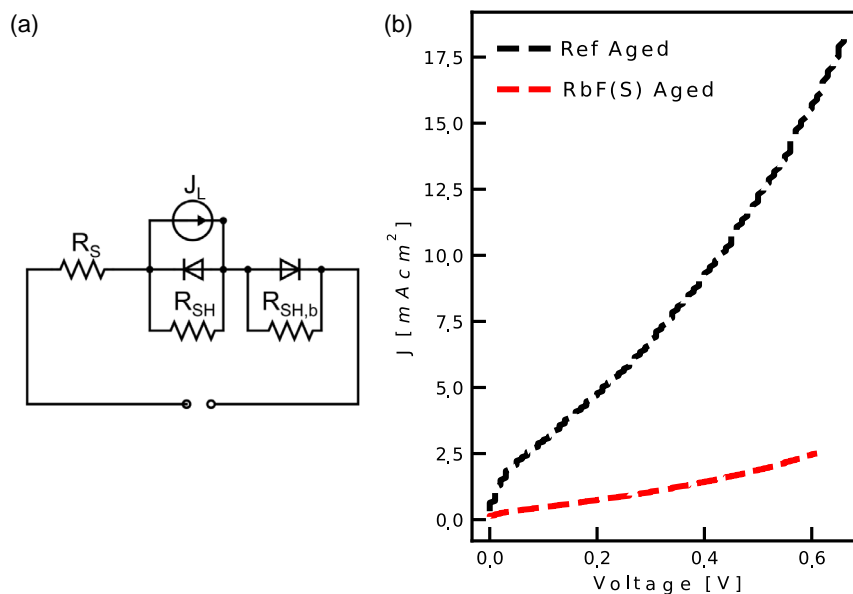 (a)
J_L
R_S
R_SH
R_SH,b
(b)
Ref Aged
RbF(S) Aged
J [mAcm²]
17.5
15.0
12.5
10.0
7.5
5.0
2.5
0.0
0.0 0.2 0.4 0.6
Voltage [V]